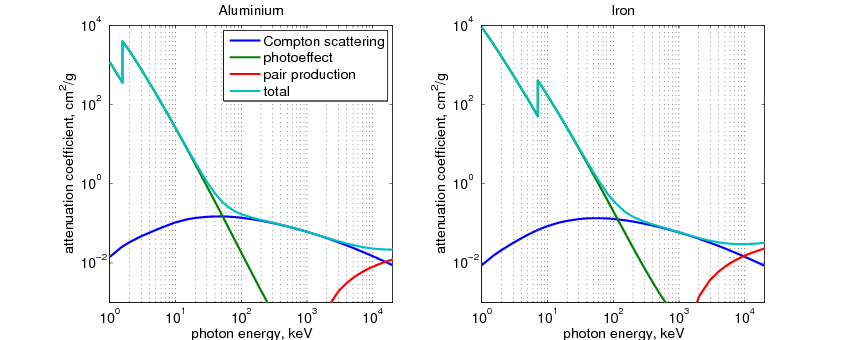 Aluminium
10^4
10^2
10^0
10^−2
attenuation coefficient, cm^2/g
Compton scattering
photoeffect
pair production
total
10^0 10^1 10^2 10^3 10^4
photon energy, keV
Iron
10^4
10^2
10^0
10^−2
attenuation coefficient, cm^2/g
10^0 10^1 10^2 10^3 10^4
photon energy, keV